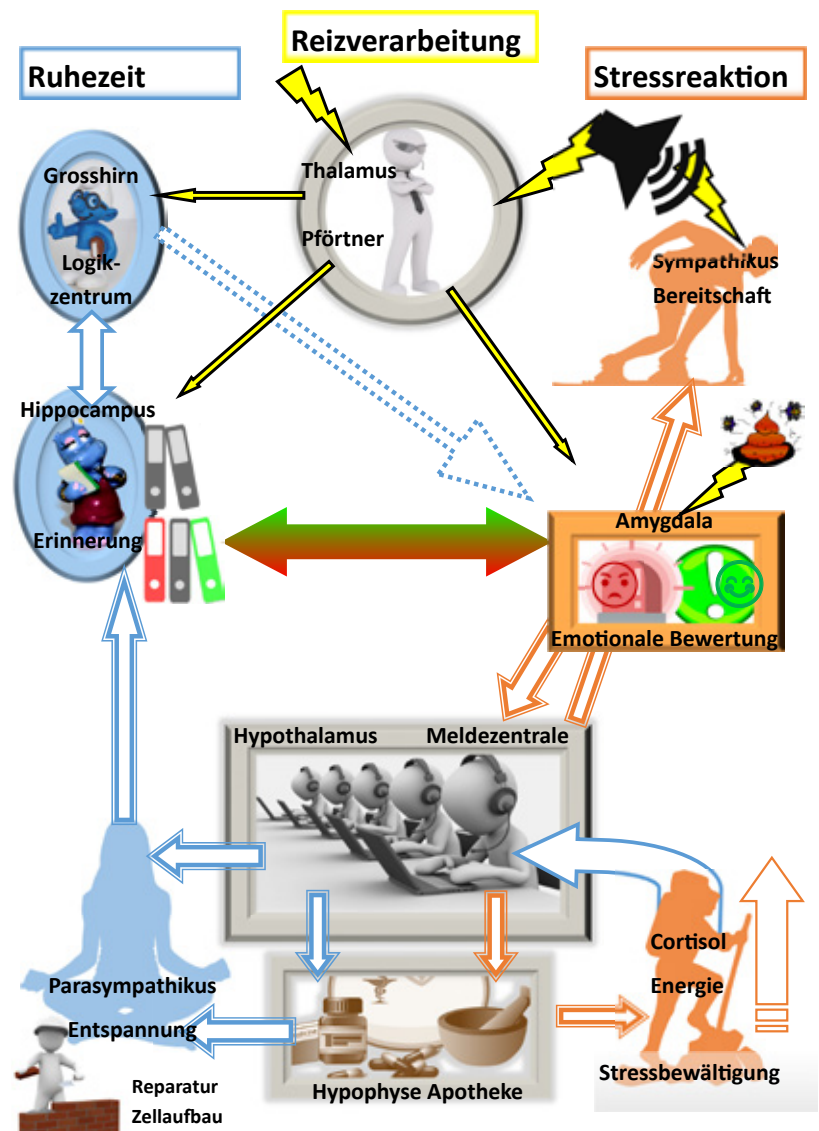 Reizverarbeitung
Ruhezeit
Stressreaktion
Thalamus
Pförtner
Grosshirn
Logik-
zentrum
Sympathikus
Bereitschaft
Hippocampus
Erinnerung
Amygdala
Emotionale Bewertung
Hypothalamus Meldezentrale
Cortisol
Energie
Stressbewältigung
Parasympathikus
Entspannung
Reparatur
Zellaufbau
Hypophyse Apotheke